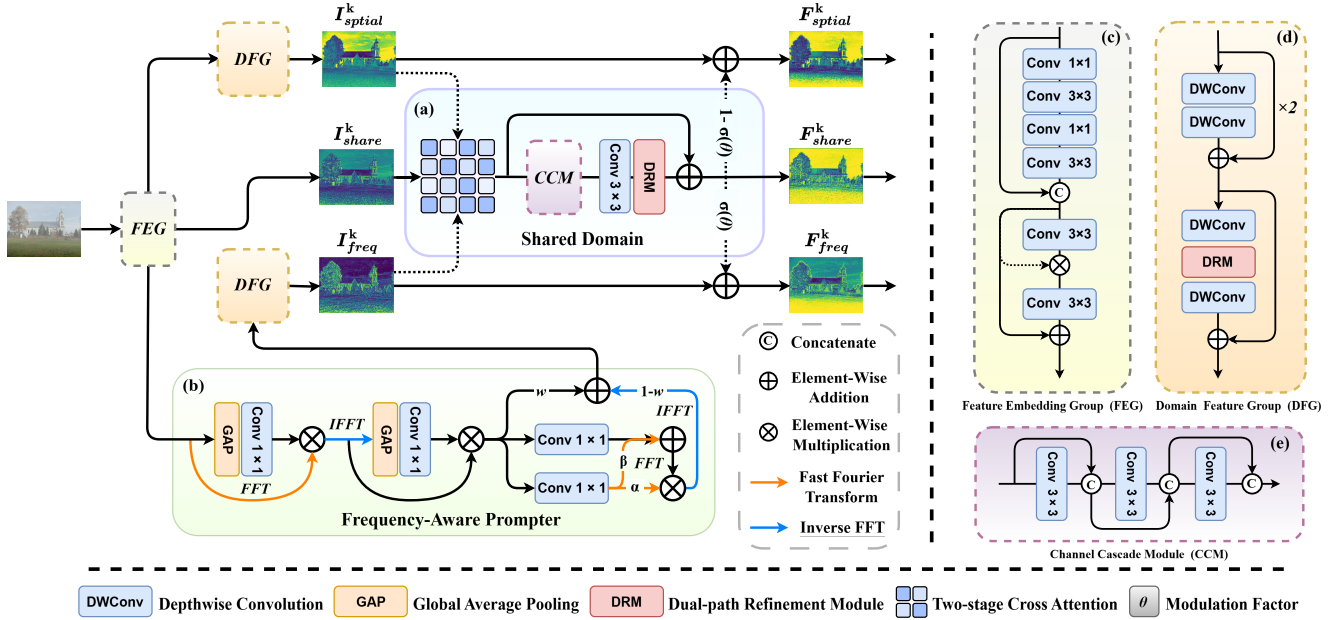 I^k_sptial
F^k_sptial
DFG
(a)
I^k_share
F^k_share
1- σ(θ)
σ(θ)
CCM
Conv 3 × 3
DRM
FEG
Shared Domain
I^k_freq
F^k_freq
DFG
(b)
w
1-w
IFFT
GAP
Conv 1 × 1
IFFT
GAP
Conv 1 × 1
Conv 1 × 1
β
FFT
FFT
Conv 1 × 1
α
Frequency-Aware Prompter
C
Concatenate
Element-Wise
Addition
Element-Wise
Multiplication
Fast Fourier
Transform
Inverse FFT
(c)
Conv 1×1
Conv 3×3
Conv 1×1
Conv 3×3
C
Conv 3×3
Conv 3×3
Feature Embedding Group (FEG)
(d)
DWConv
DWConv
×2
DWConv
DRM
DWConv
Domain Feature Group (DFG)
(e)
Conv 3 × 3
C
Conv 3 × 3
C
Conv 3 × 3
C
Channel Cascade Module (CCM)
DWConv
Depthwise Convolution
GAP
Global Average Pooling
DRM
Dual-path Refinement Module
Two-stage Cross Attention
θ
Modulation Factor